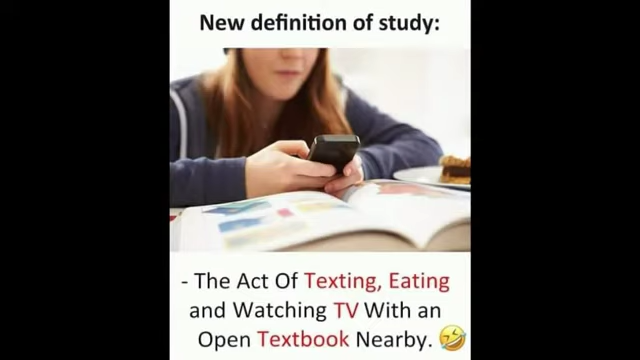 New definition of study:
- The Act Of Texting, Eating
and Watching TV With an
Open Textbook Nearby. 🤣